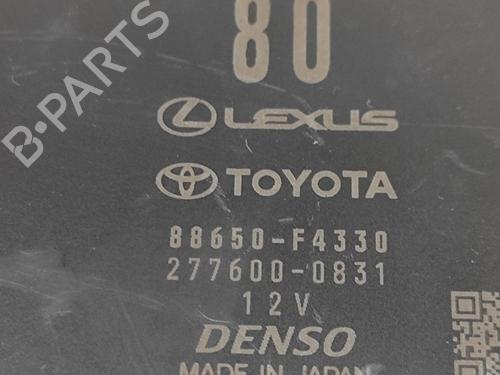 B-PARTS
80
LEXUS
TOYOTA
88650-F4330
277600-0831
12V
DENSO
MADE IN JAPAN